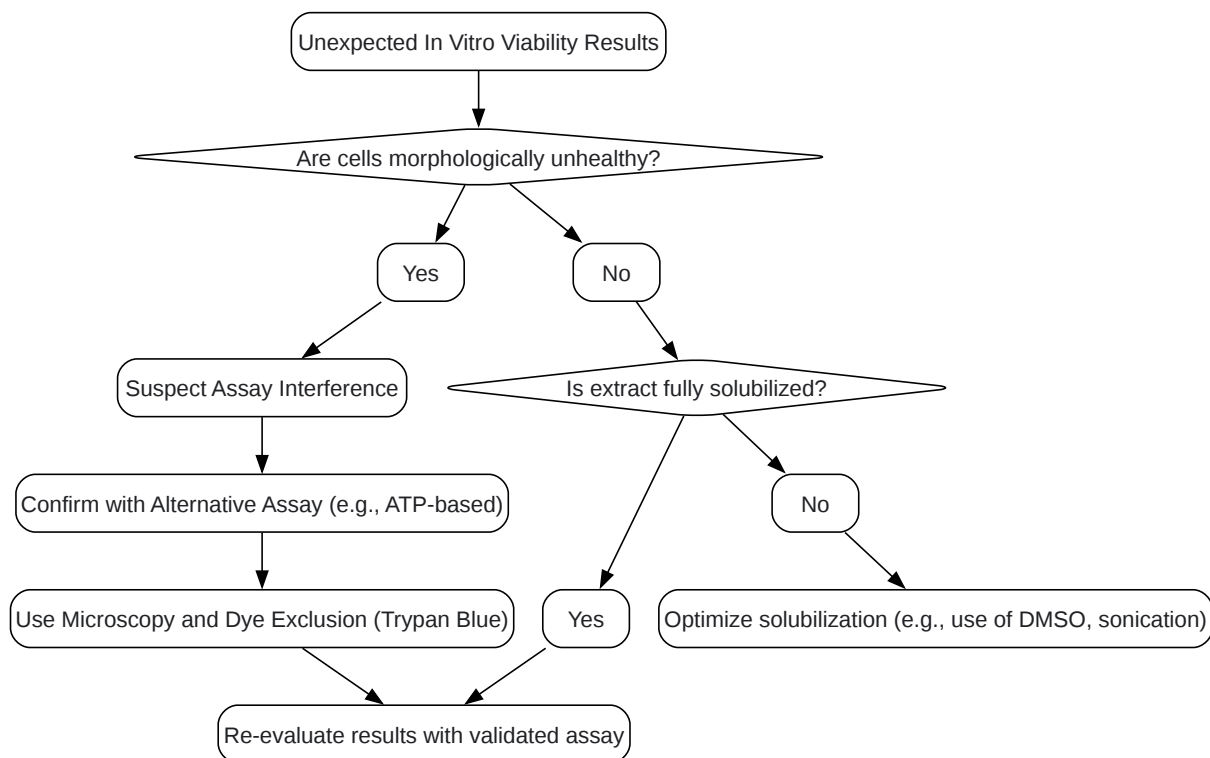 Unexpected In Vitro Viability Results
Are cells morphologically unhealthy?
Yes
No
Suspect Assay Interference
Is extract fully solubilized?
Confirm with Alternative Assay (e.g., ATP-based)
No
Use Microscopy and Dye Exclusion (Trypan Blue)
Yes
Optimize solubilization (e.g., use of DMSO, sonication)
Re-evaluate results with validated assay